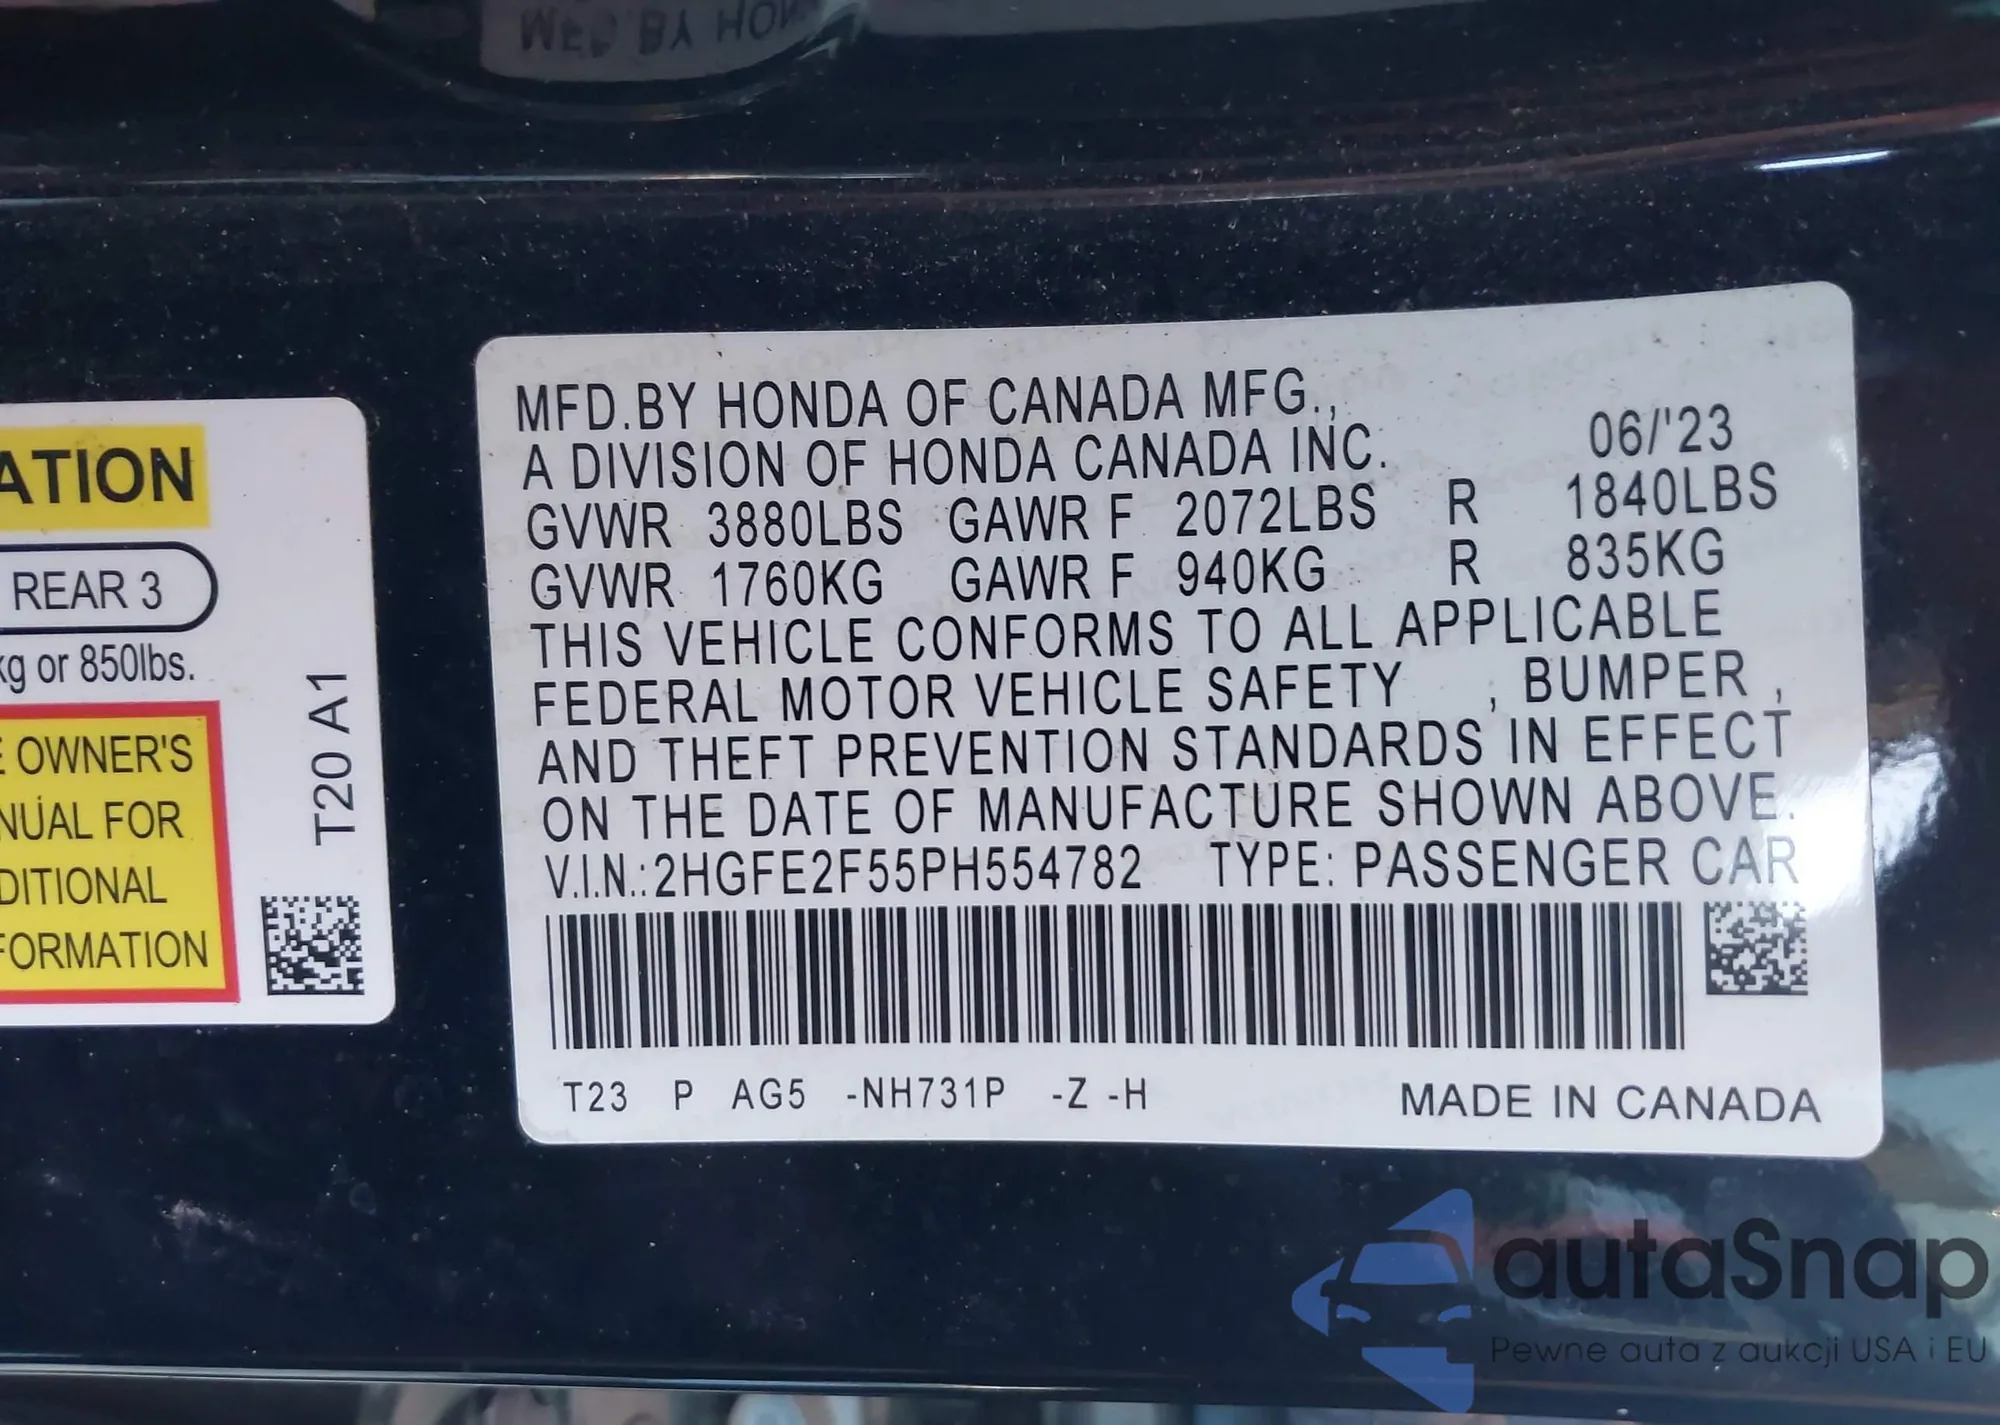 MFD.BY HON
ATION
REAR 3
kg or 850lbs.
E OWNER'S
NUAL FOR
DITIONAL
FORMATION
T20 A1
MFD.BY HONDA OF CANADA MFG.,
A DIVISION OF HONDA CANADA INC. 06/'23
GVWR 3880LBS GAWR F 2072LBS R 1840LBS
GVWR 1760KG GAWR F 940KG R 835KG
THIS VEHICLE CONFORMS TO ALL APPLICABLE
FEDERAL MOTOR VEHICLE SAFETY , BUMPER ,
AND THEFT PREVENTION STANDARDS IN EFFECT
ON THE DATE OF MANUFACTURE SHOWN ABOVE.
V.I.N.:2HGFE2F55PH554782 TYPE: PASSENGER CAR
T23 P AG5 -NH731P -Z -H MADE IN CANADA
autaSnap
Pewne auta z aukcji USA i EU